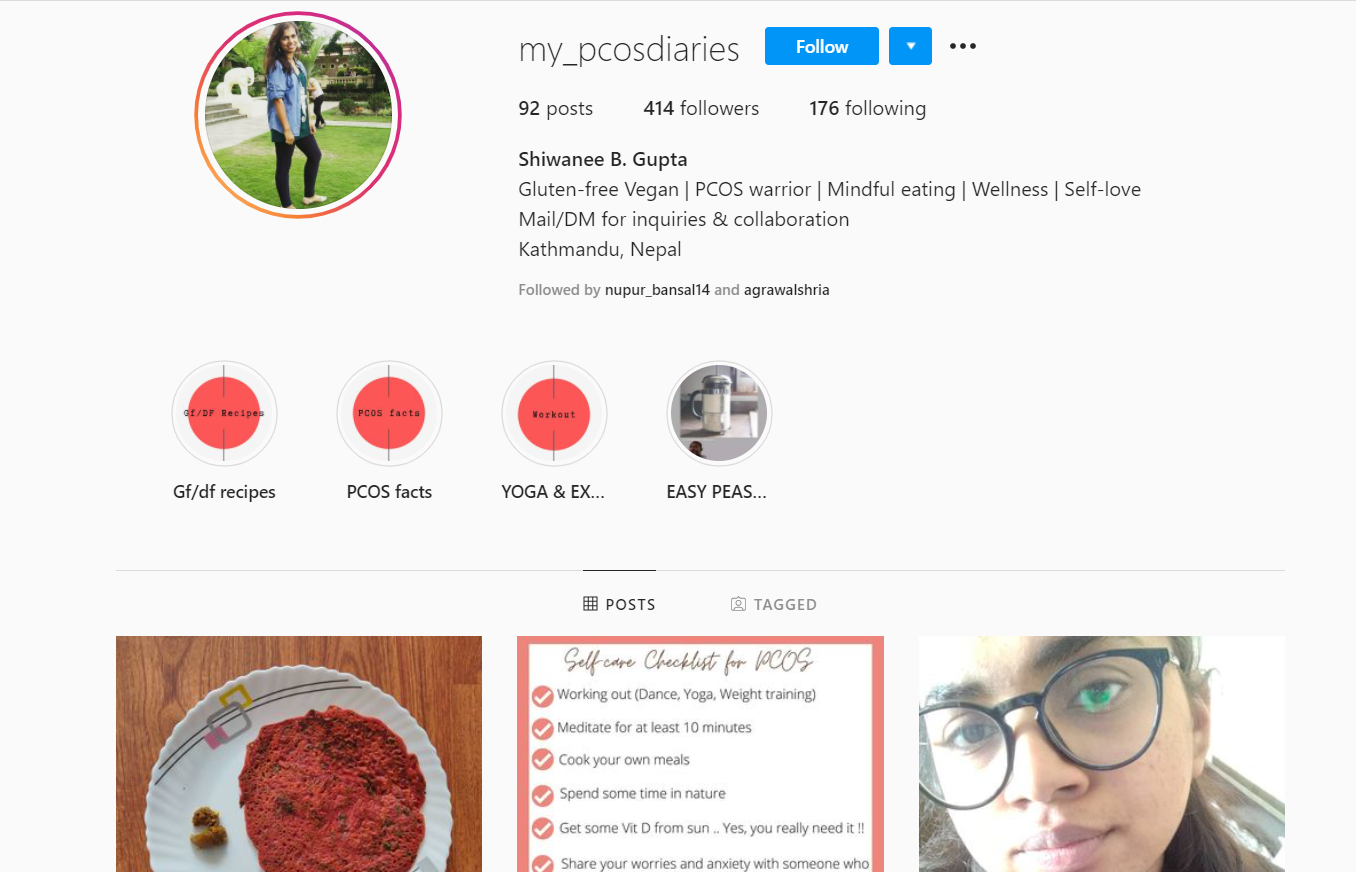 my_pcosdiaries Follow
92 posts 414 followers 176 following
Shiwanee B. Gupta
Gluten-free Vegan | PCOS warrior | Mindful eating | Wellness | Self-love
Mail/DM for inquiries & collaboration
Kathmandu, Nepal
Followed by nupur_bansal14 and agrawalshria
Gf/DF Recipes PCOS facts Workout
Gf/df recipes PCOS facts YOGA & EX... EASY PEAS...
POSTS TAGGED
Self-care Checklist for PCOS
Working out (Dance, Yoga, Weight training)
Meditate for at least 10 minutes
Cook your own meals
Spend some time in nature
Get some Vit D from sun .. Yes, you really need it !!
Share your worries and anxiety with someone who